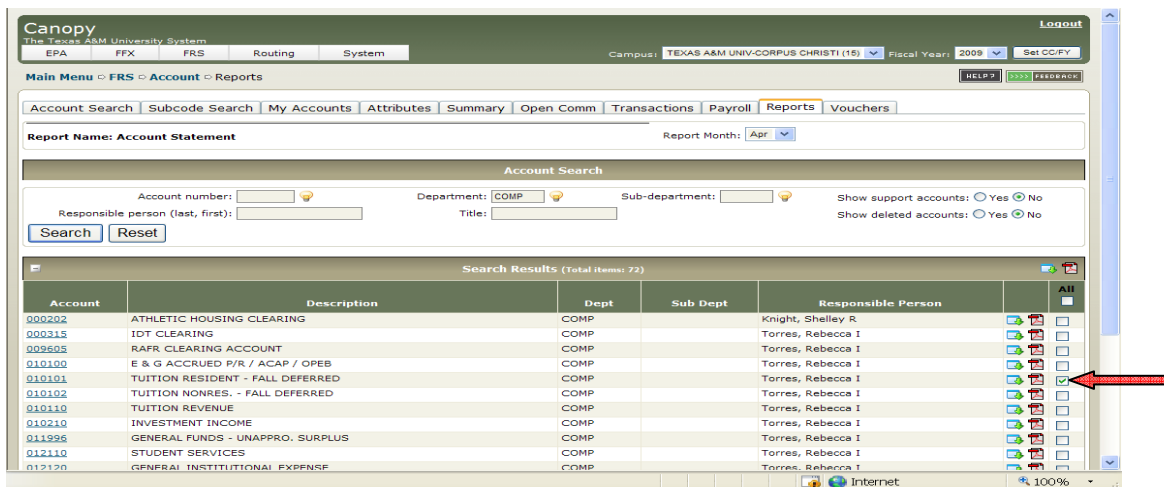 Canopy Logout
The Texas A&M University System
EPA FFX FRS Routing System Campus: TEXAS A&M UNIV-CORPUS CHRISTI (15) Fiscal Year: 2009 Set CC/FY
Main Menu FRS Account Reports HELP? >>>> FEEDBACK
Account Search Subcode Search My Accounts Attributes Summary Open Comm Transactions Payroll Reports Vouchers
Report Name: Account Statement Report Month: Apr
Account Search
Account number: Department: COMP Sub-department: Show support accounts: Yes No
Responsible person (last, first): Title: Show deleted accounts: Yes No
Search Reset
Search Results (Total items: 72)
Account Description Dept Sub Dept Responsible Person All
000202 ATHLETIC HOUSING CLEARING COMP Knight, Shelley R
000315 IDT CLEARING COMP Torres, Rebecca I
009605 RAFR CLEARING ACCOUNT COMP Torres, Rebecca I
010100 E & G ACCRUED P/R / ACAP / OPEB COMP Torres, Rebecca I
010101 TUITION RESIDENT - FALL DEFERRED COMP Torres, Rebecca I
010102 TUITION NONRES. - FALL DEFERRED COMP Torres, Rebecca I
010110 TUITION REVENUE COMP Torres, Rebecca I
010210 INVESTMENT INCOME COMP Torres, Rebecca I
011996 GENERAL FUNDS - UNAPPRO. SURPLUS COMP Torres, Rebecca I
012110 STUDENT SERVICES COMP Torres, Rebecca I
012120 GENERAL INSTITUTIONAL EXPENSE COMP Torres, Rebecca I
Internet 100%